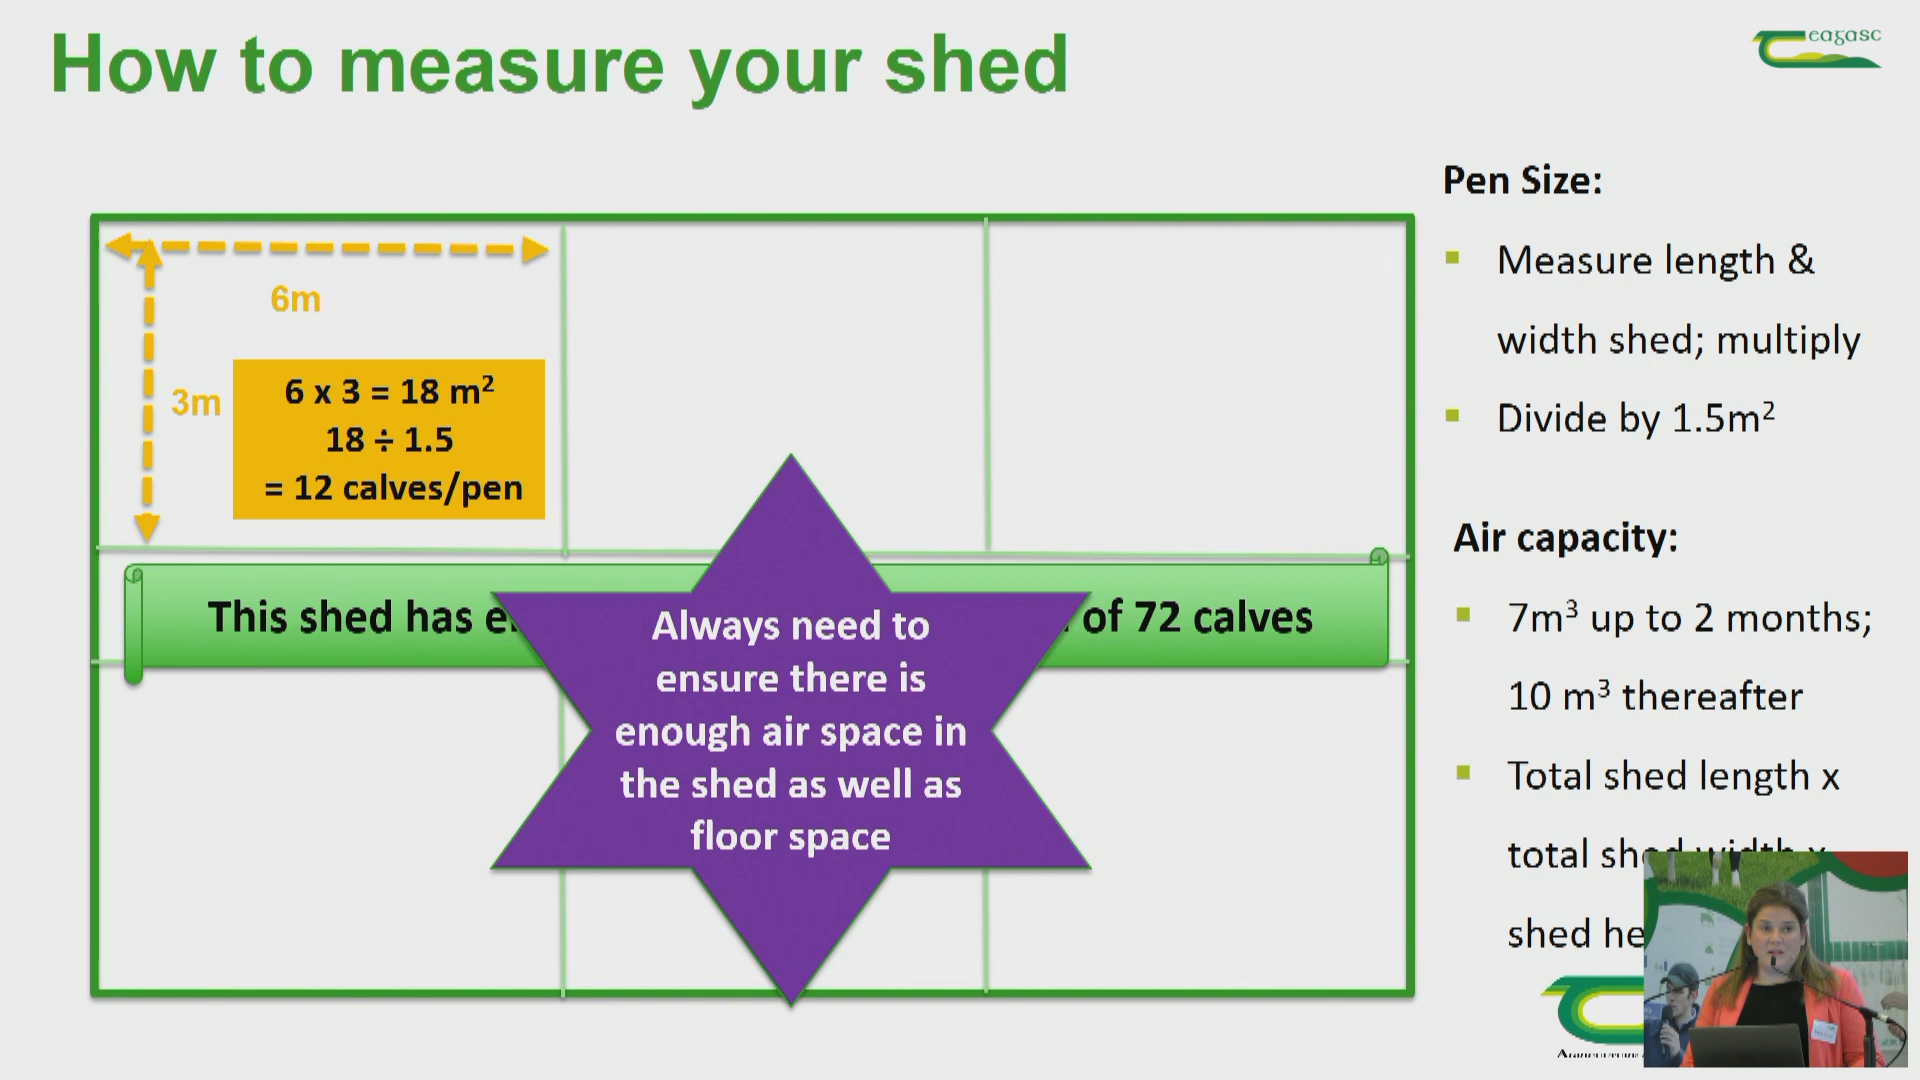 How to measure your shed
eagasc
6m
3m
6 x 3 = 18 m²
18 ÷ 1.5
= 12 calves/pen
This shed has
of 72 calves
Always need to
ensure there is
enough air space in
the shed as well as
floor space
Pen Size:
▪ Measure length &
width shed; multiply
▪ Divide by 1.5m²
Air capacity:
▪ 7m³ up to 2 months;
10 m³ thereafter
▪ Total shed length x
total shed width x
shed